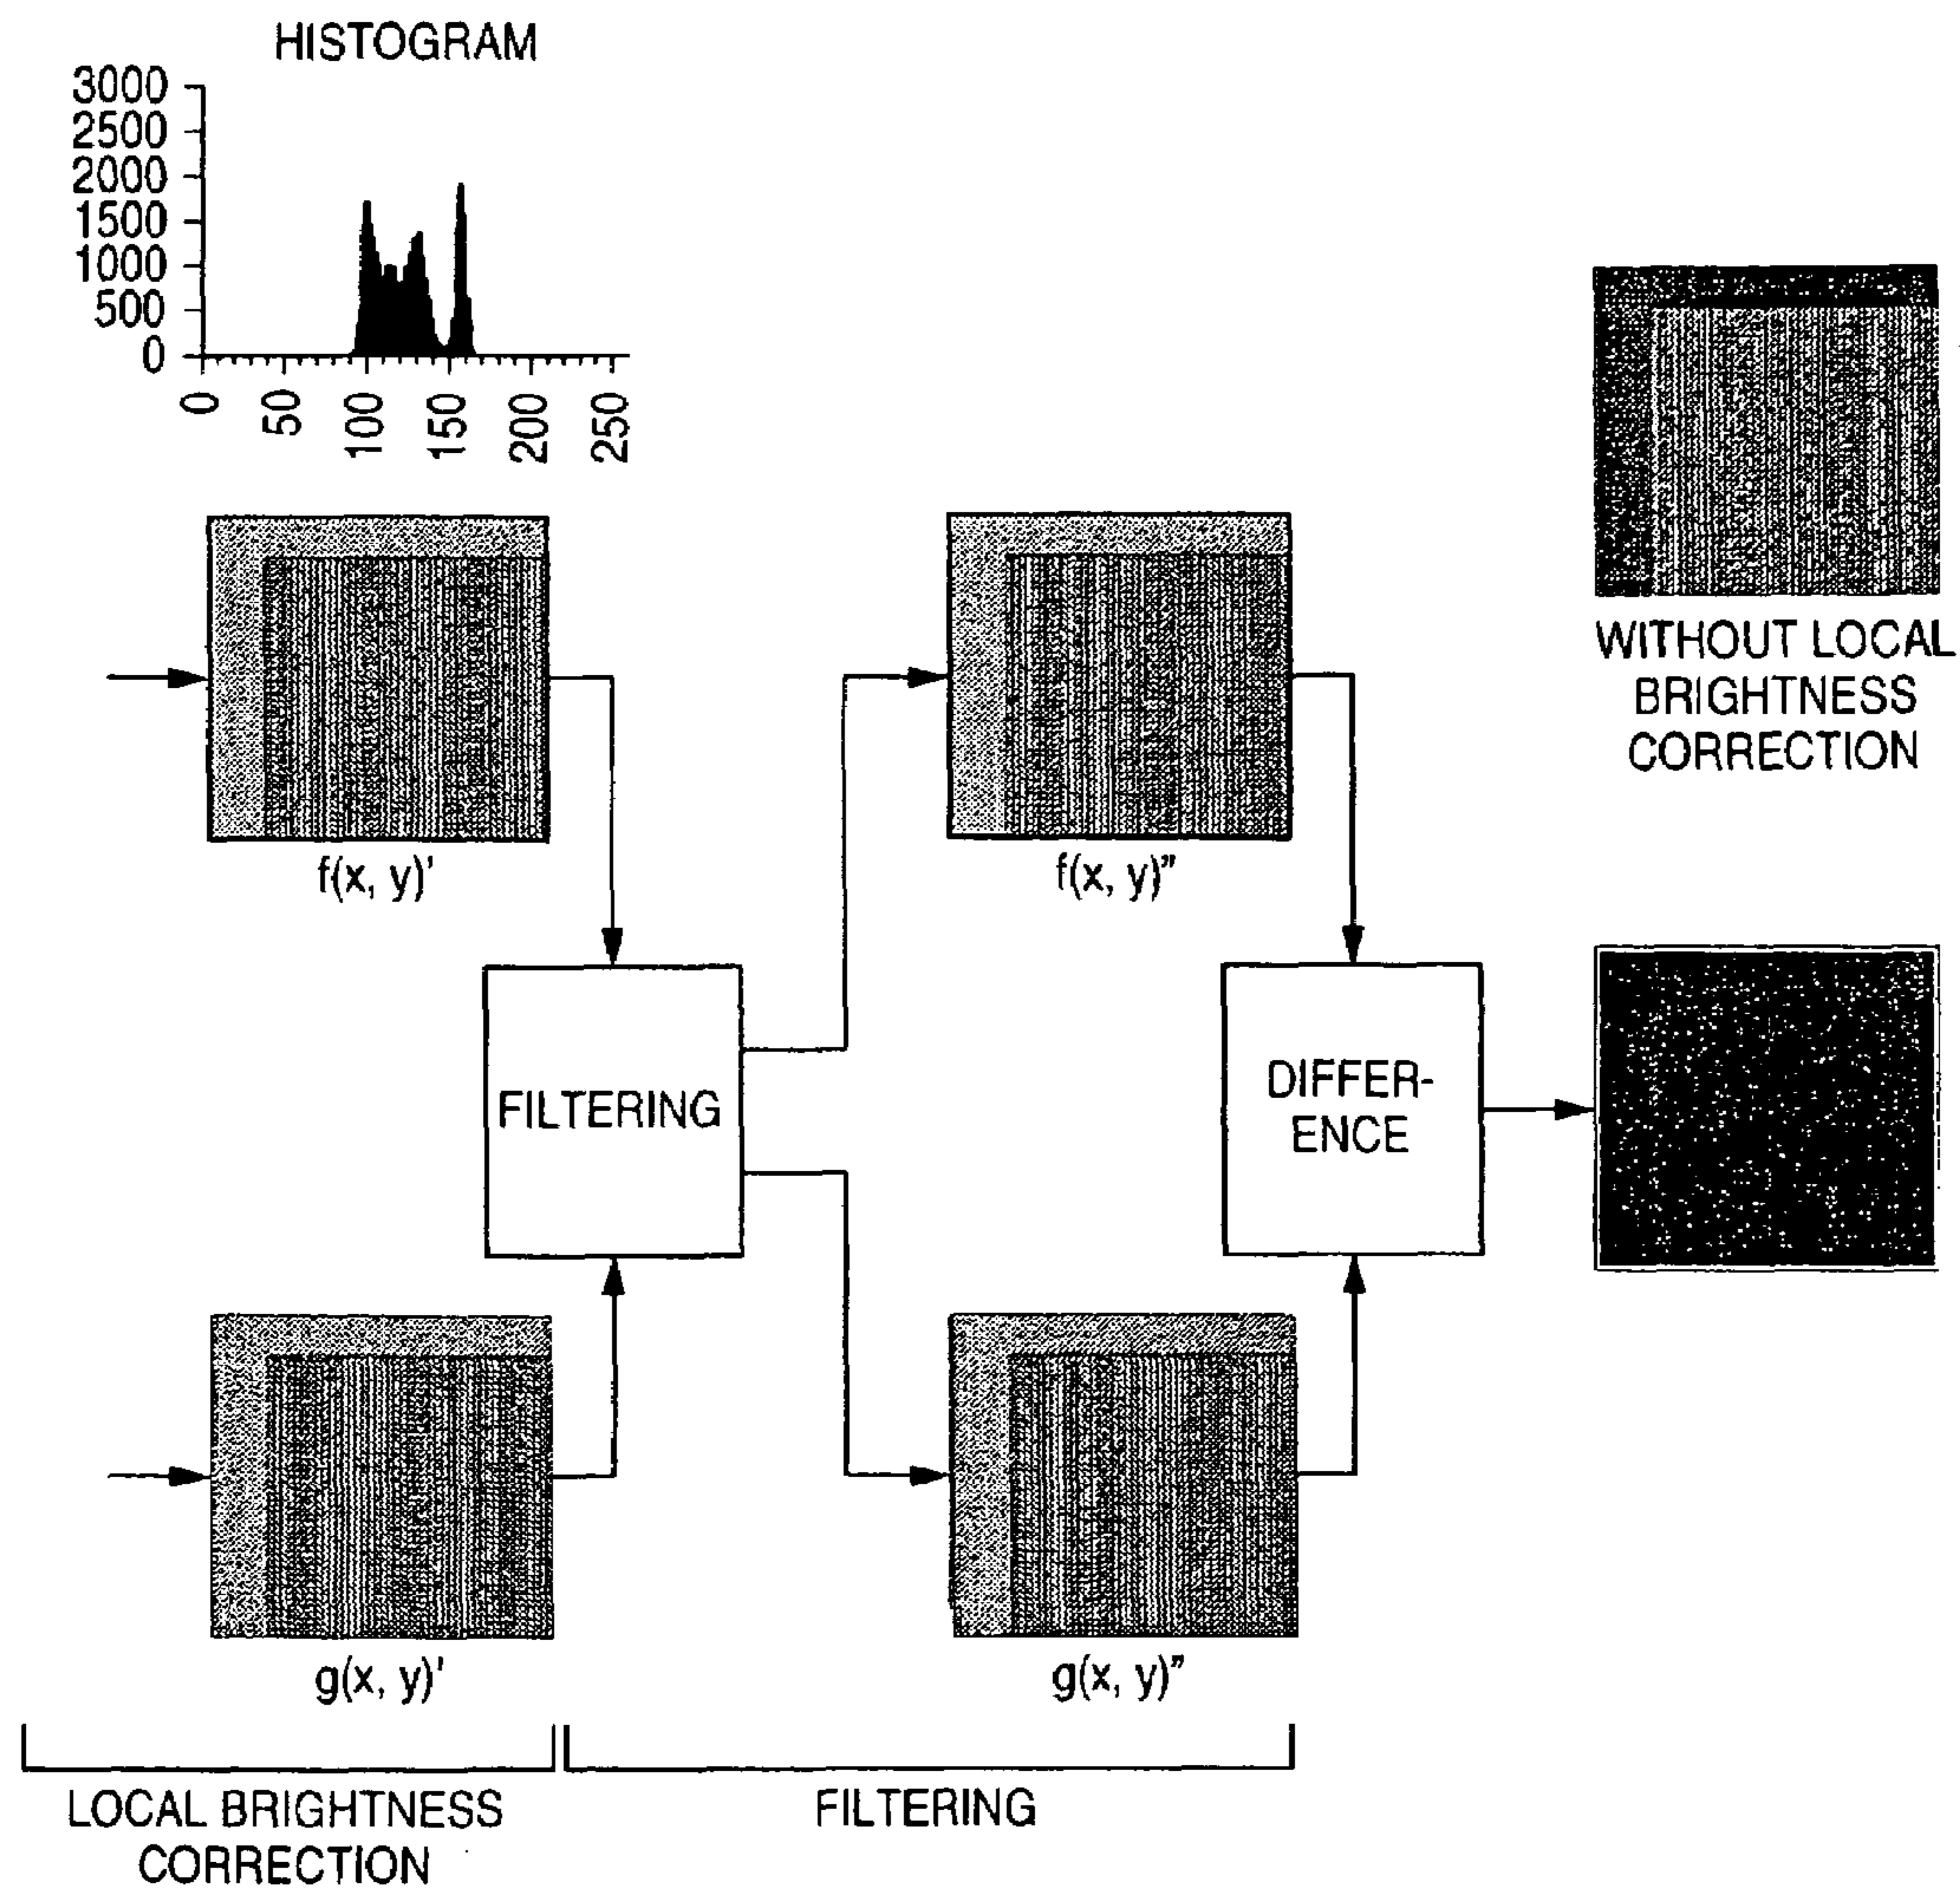 HISTOGRAM
3000
2500
2000
1500
1000
500
0
0 50 100 150 200 250
WITHOUT LOCAL
BRIGHTNESS
CORRECTION
f(x, y)'
f(x, y)"
FILTERING
DIFFER-
ENCE
g(x, y)'
g(x, y)"
LOCAL BRIGHTNESS
CORRECTION
FILTERING